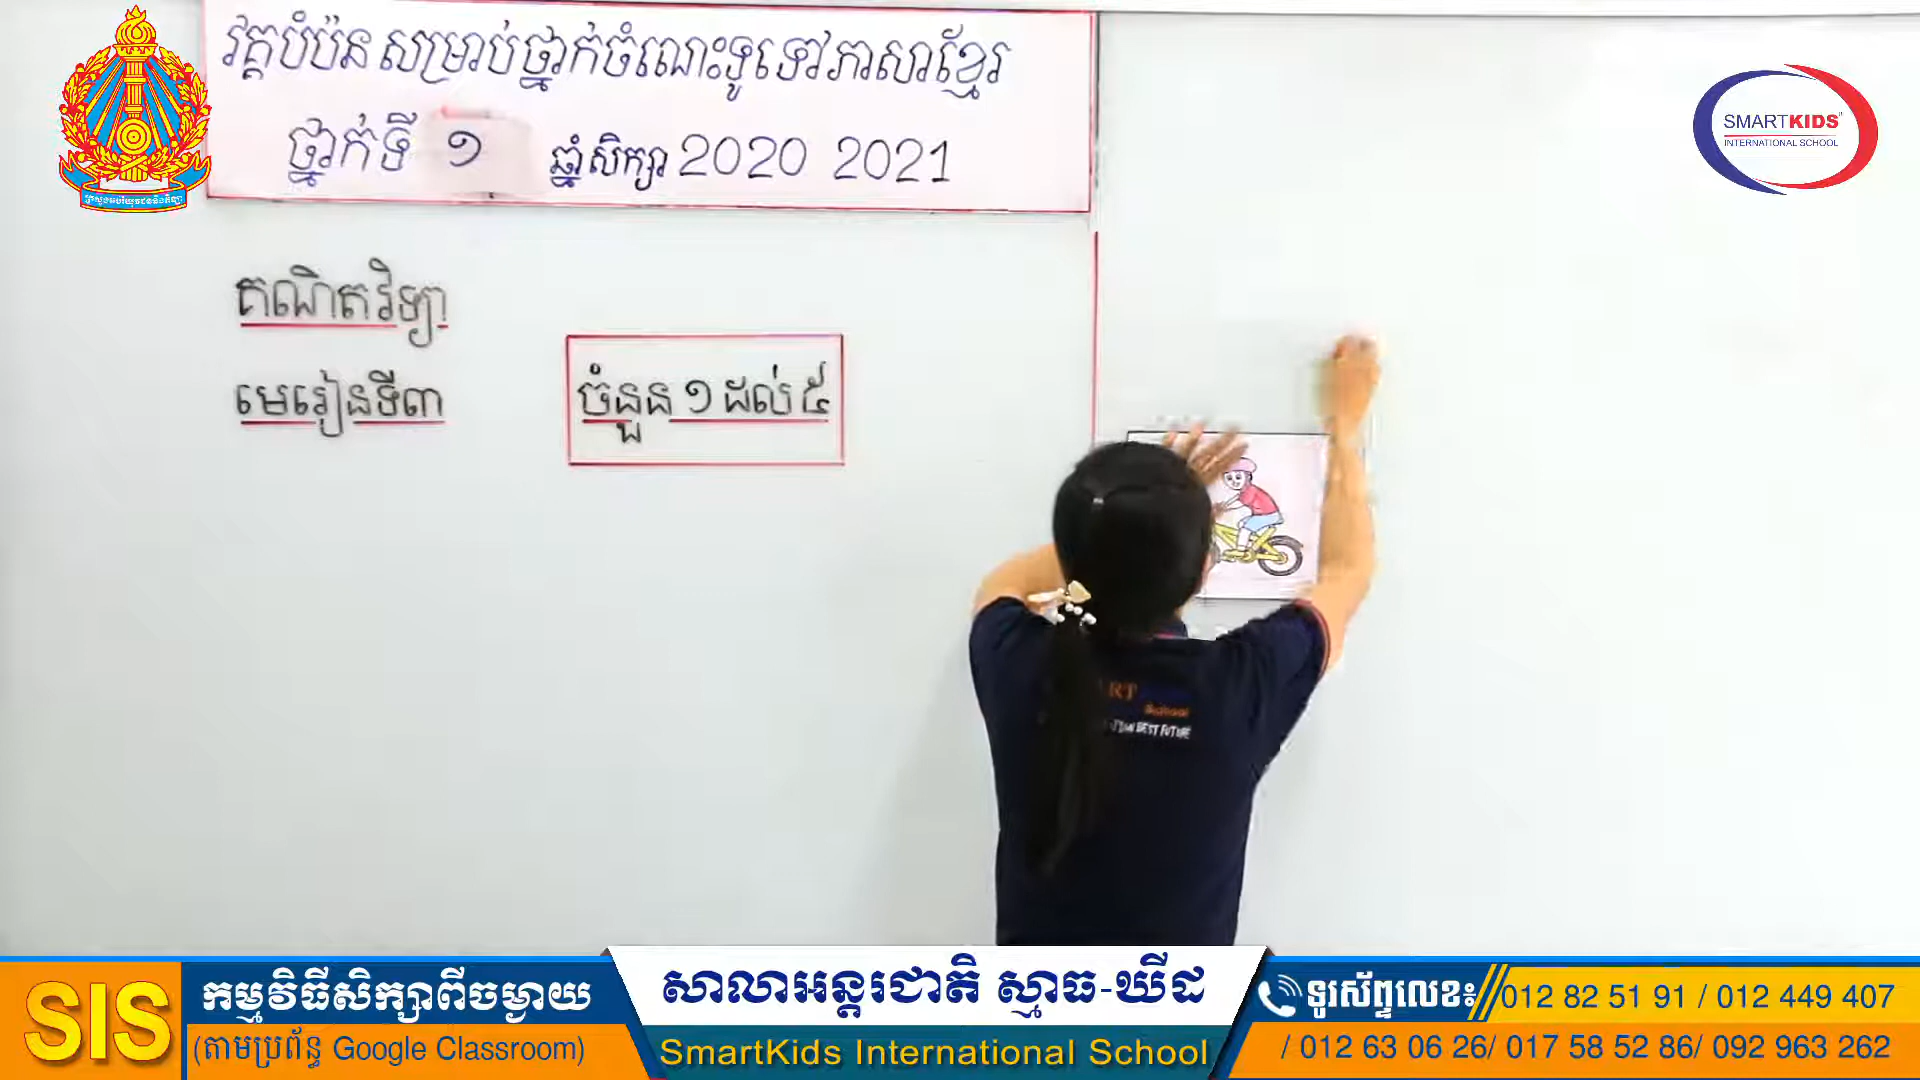 វគ្គបំប៉ន សម្រាប់ថ្នាក់ចំណេះទូទៅភាសាខ្មែរ
ថ្នាក់ទី ១ ឆ្នាំសិក្សា 2020 2021
SMARTKIDS
INTERNATIONAL SCHOOL
គណិតវិទ្យា
មេរៀនទី៣
ចំនួន ១ ដល់ ៥
ART
School
BEST FUTURE
SIS
កម្មវិធីសិក្សាពីចម្ងាយ
(តាមប្រព័ន្ធ Google Classroom)
សាលាអន្តរជាតិ ស្មាធ-ឃីដ
SmartKids International School
ទូរស័ព្ទលេខ៖ 012 82 51 91 / 012 449 407
/ 012 63 06 26/ 017 58 52 86/ 092 963 262